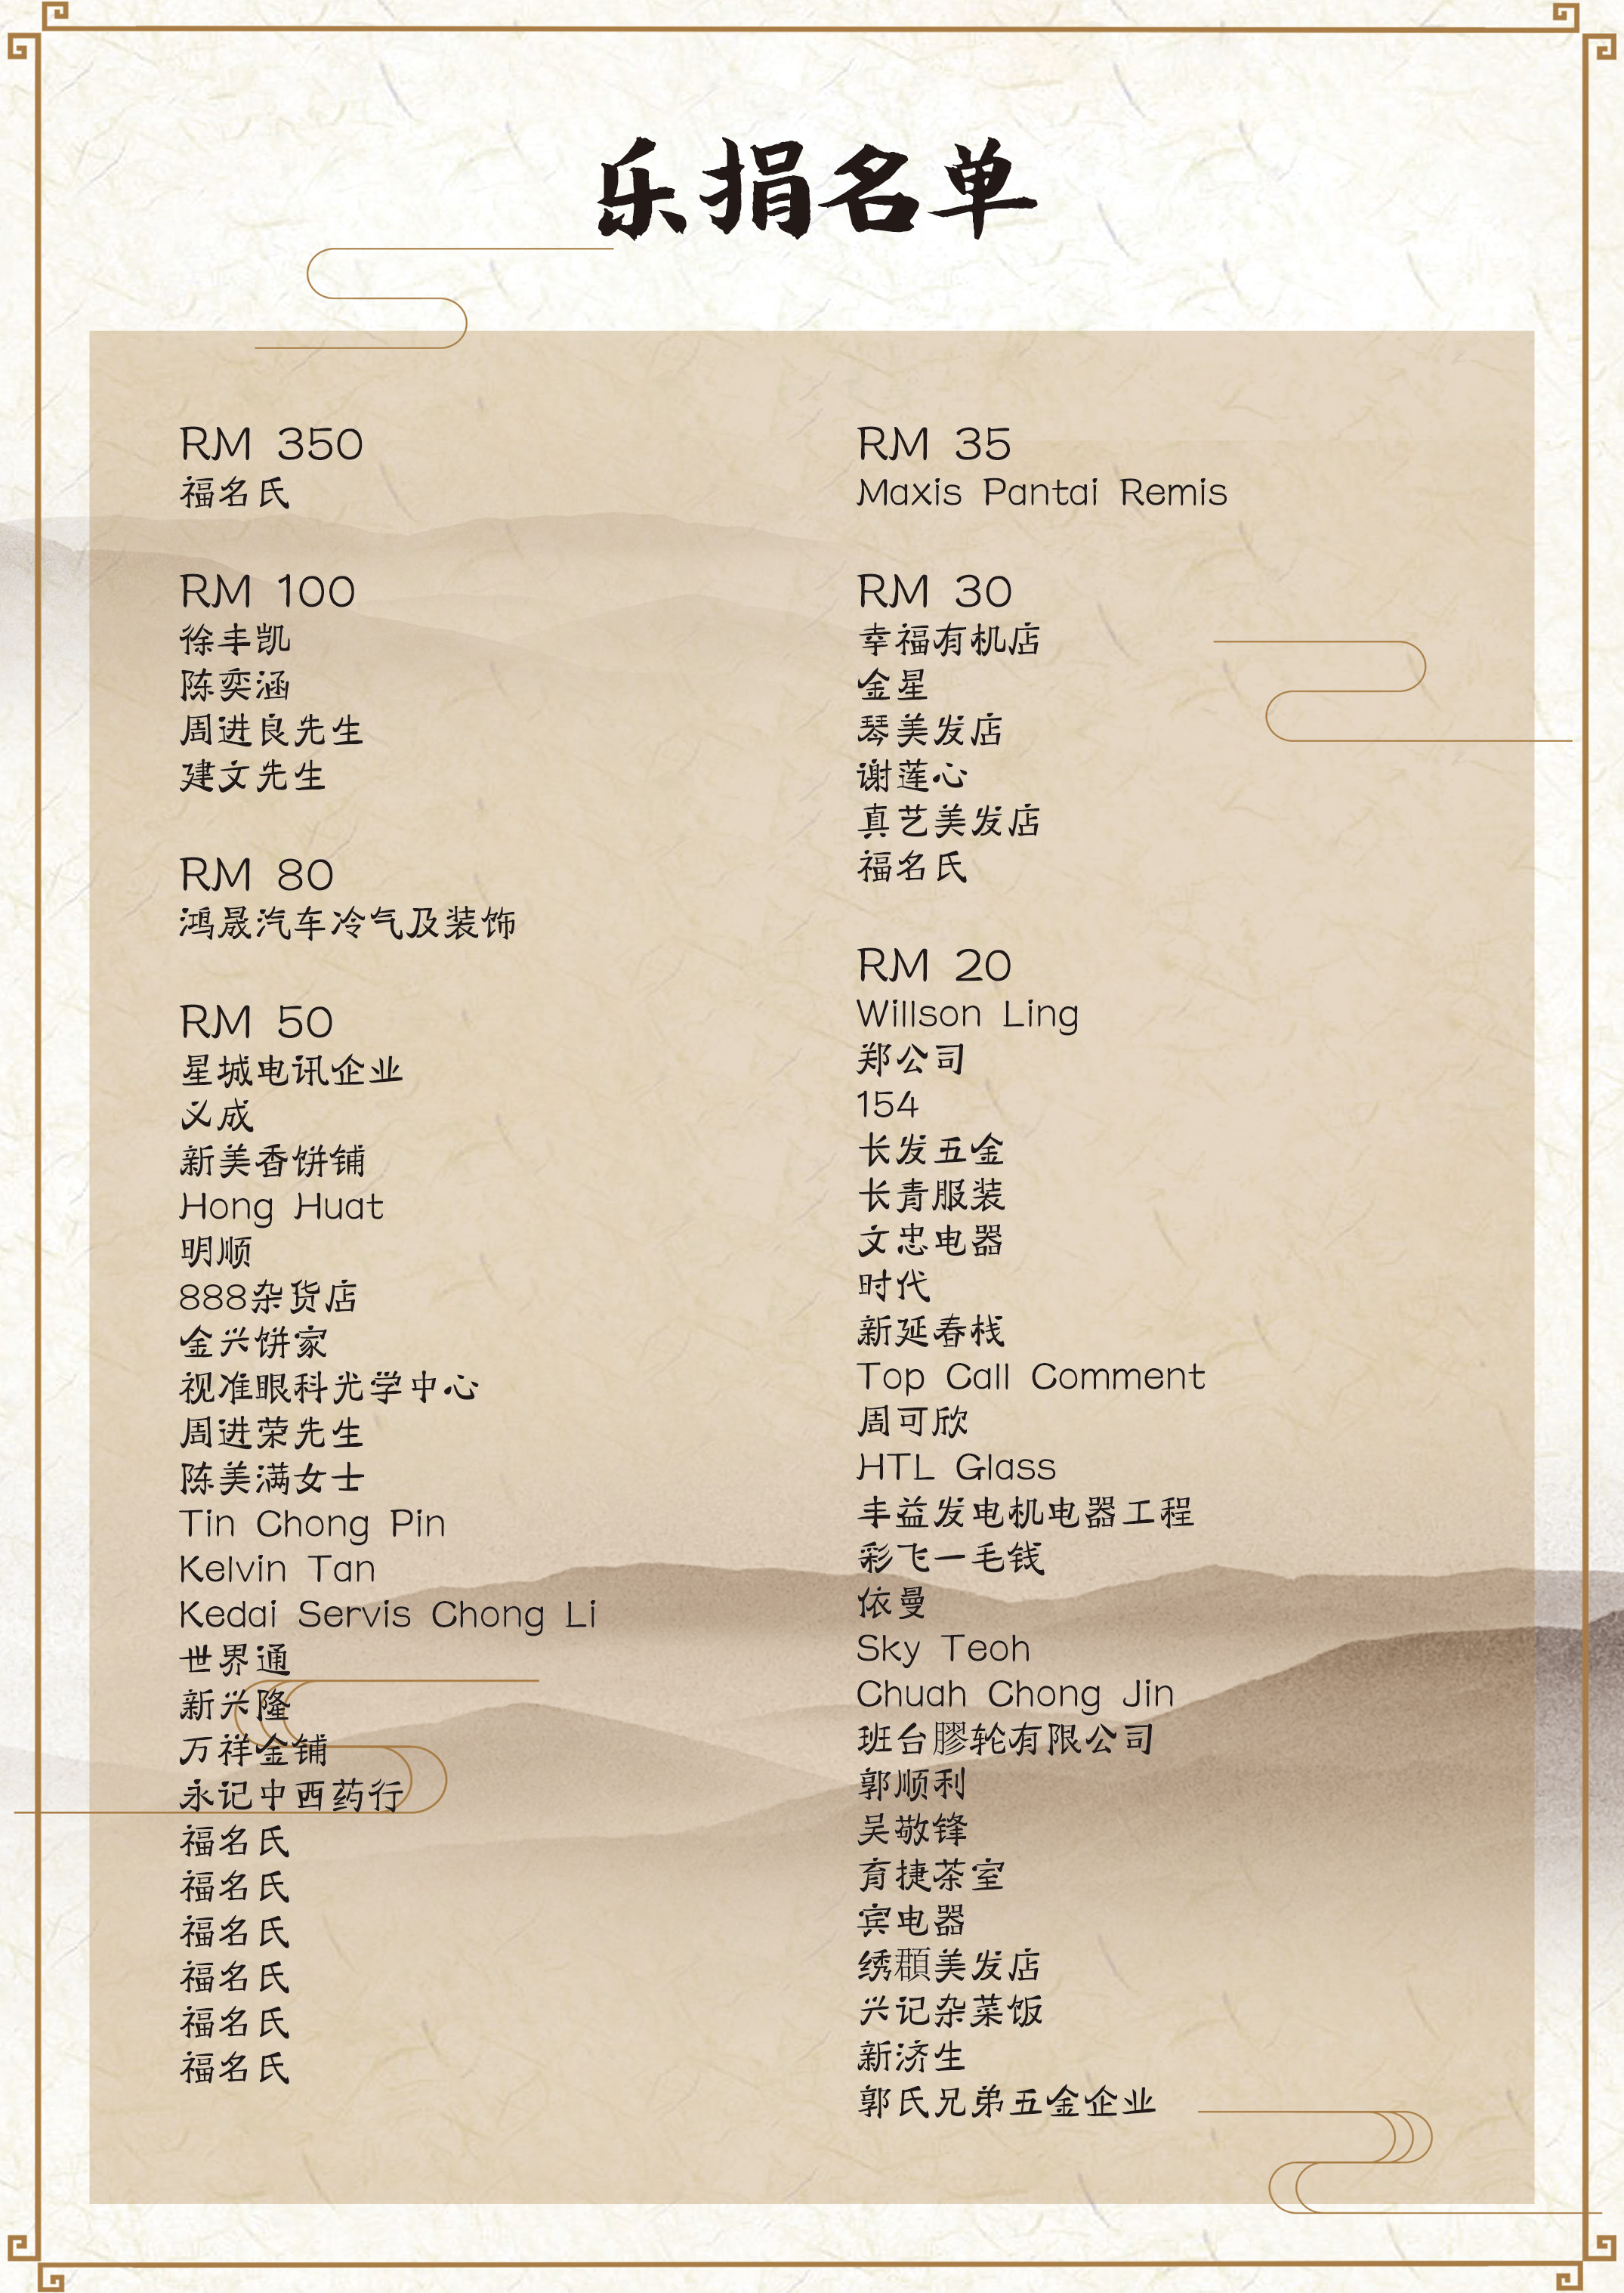 乐捐名单
RM 350
福名氏
RM 100
徐丰凯
陈奕涵
周进良先生
建文先生
RM 80
鸿晟汽车冷气及装饰
RM 50
星城电讯企业
义成
新美香饼铺
Hong Huat
明顺
888杂货店
金兴饼家
视准眼科光学中心
周进荣先生
陈美满女士
Tin Chong Pin
Kelvin Tan
Kedai Servis Chong Li
世界通
新兴隆
万祥金铺
永记中西药行
福名氏
福名氏
福名氏
福名氏
福名氏
福名氏
RM 35
Maxis Pantai Remis
RM 30
幸福有机店
金星
琴美发店
谢莲心
真艺美发店
福名氏
RM 20
Willson Ling
郑公司
154
长发五金
长青服装
文忠电器
时代
新延春栈
Top Call Comment
周可欣
HTL Glass
丰益发电机电器工程
彩飞一毛钱
依曼
Sky Teoh
Chuah Chong Jin
班台膠轮有限公司
郭顺利
吴敬锋
育捷茶室
宾电器
绣顠美发店
兴记杂菜饭
新济生
郭氏兄弟五金企业